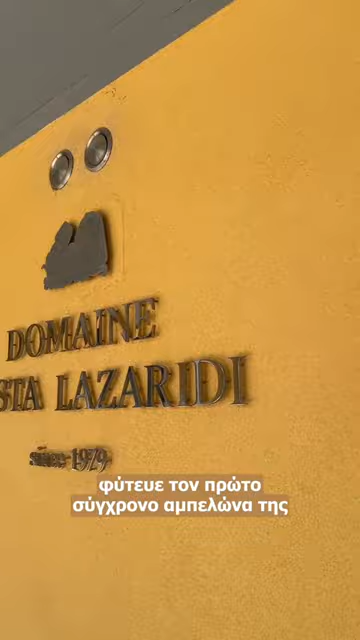 DOMAINE
STA LAZARIDI
since 1979
φύτευε τον πρώτο
σύγχρονο αμπελώνα της